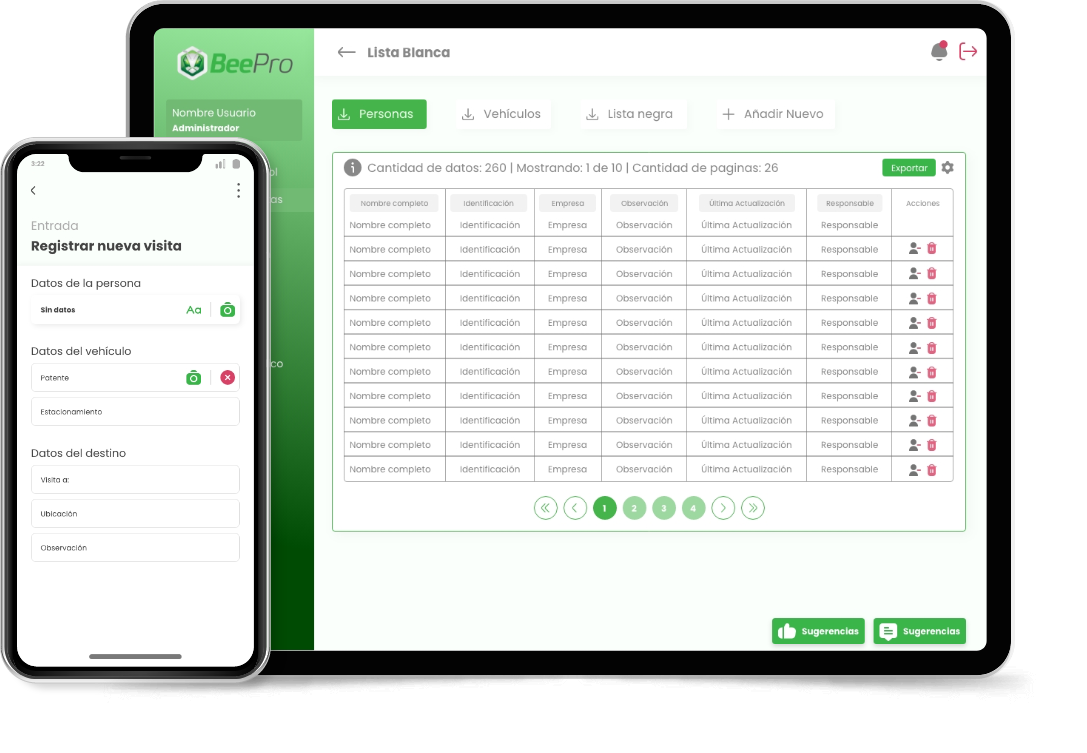 BeePro
Nombre Usuario
Administrador
ol
as
co
Lista Blanca
Personas
Vehículos
Lista negra
Añadir Nuevo
Cantidad de datos: 260 | Mostrando: 1 de 10 | Cantidad de paginas: 26
Exportar
Nombre completo Identificación Empresa Observación Última Actualización Responsable Acciones
Nombre completo Identificación Empresa Observación Última Actualización Responsable
Nombre completo Identificación Empresa Observación Última Actualización Responsable
Nombre completo Identificación Empresa Observación Última Actualización Responsable
Nombre completo Identificación Empresa Observación Última Actualización Responsable
Nombre completo Identificación Empresa Observación Última Actualización Responsable
Nombre completo Identificación Empresa Observación Última Actualización Responsable
Nombre completo Identificación Empresa Observación Última Actualización Responsable
Nombre completo Identificación Empresa Observación Última Actualización Responsable
Nombre completo Identificación Empresa Observación Última Actualización Responsable
Nombre completo Identificación Empresa Observación Última Actualización Responsable
Nombre completo Identificación Empresa Observación Última Actualización Responsable
1 2 3 4
Sugerencias
Sugerencias
3:22
Entrada
Registrar nueva visita
Datos de la persona
Sin datos
Aa
Datos del vehículo
Patente
Estacionamiento
Datos del destino
Visita a:
Ubicación
Observación